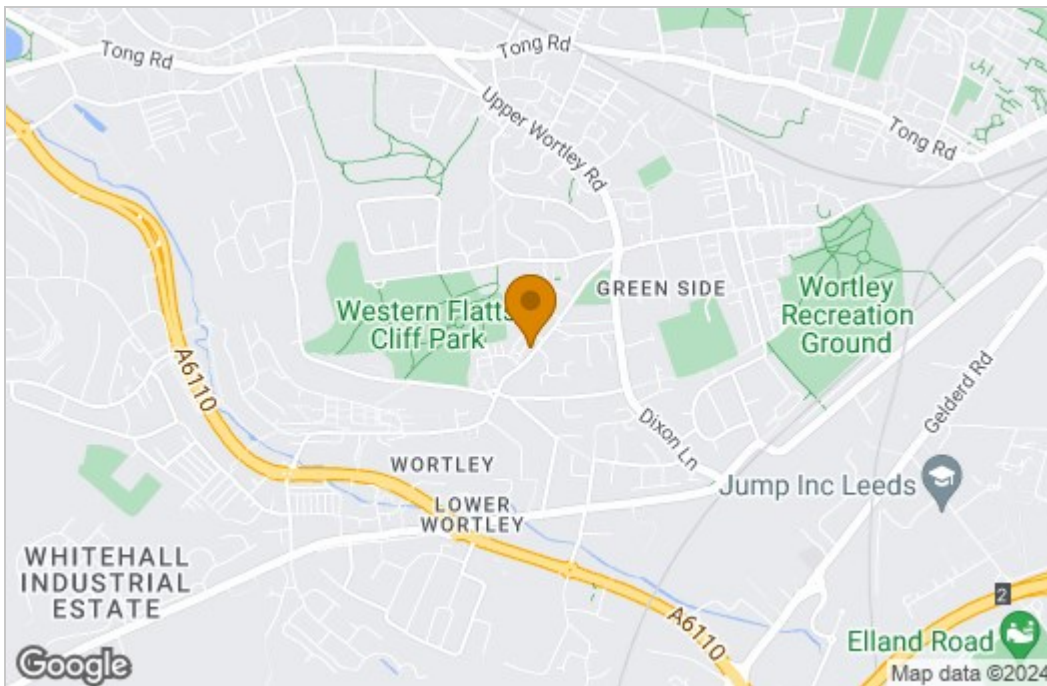 Tong Rd
Tong Rd
Upper Wortley Rd
Tong Rd
GREEN SIDE
Western Flatts
Cliff Park
Wortley
Recreation
Ground
A6110
Gelderd Rd
Dixon Ln
WORTLEY
LOWER
WORTLEY
Jump Inc Leeds
WHITEHALL
INDUSTRIAL
ESTATE
2
A6110
Elland Road
Google
Map data ©2024